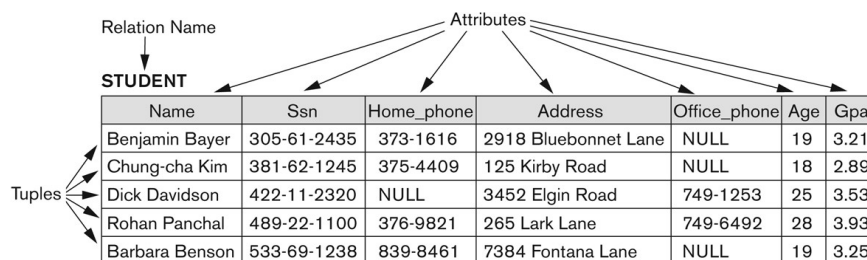 Attributes
Relation Name
STUDENT
Name Ssn Home_phone Address Office_phone Age Gpa
Benjamin Bayer 305-61-2435 373-1616 2918 Bluebonnet Lane NULL 19 3.21
Chung-cha Kim 381-62-1245 375-4409 125 Kirby Road NULL 18 2.89
Tuples Dick Davidson 422-11-2320 NULL 3452 Elgin Road 749-1253 25 3.53
Rohan Panchal 489-22-1100 376-9821 265 Lark Lane 749-6492 28 3.93
Barbara Benson 533-69-1238 839-8461 7384 Fontana Lane NULL 19 3.25